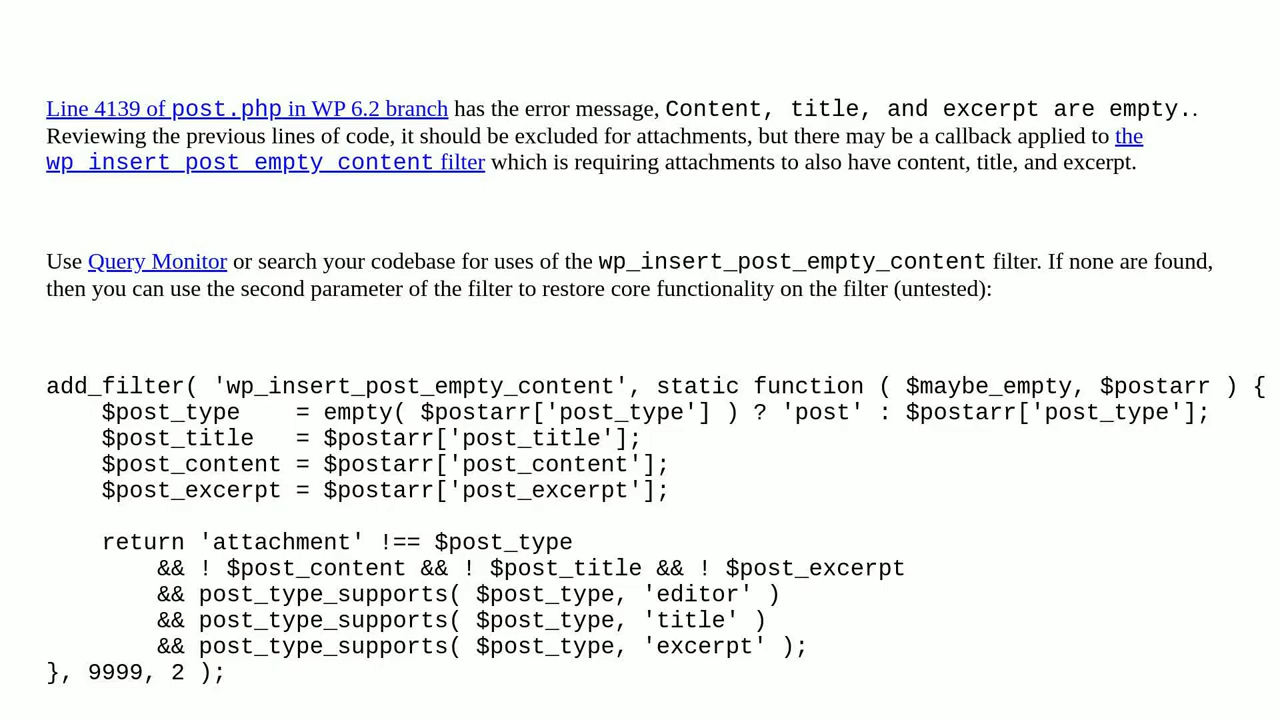 Line 4139 of post.php in WP 6.2 branch has the error message, Content, title, and excerpt are empty..
Reviewing the previous lines of code, it should be excluded for attachments, but there may be a callback applied to the
wp_insert_post_empty_content filter which is requiring attachments to also have content, title, and excerpt.
Use Query Monitor or search your codebase for uses of the wp_insert_post_empty_content filter. If none are found,
then you can use the second parameter of the filter to restore core functionality on the filter (untested):
add_filter( 'wp_insert_post_empty_content', static function ( $maybe_empty, $postarr ) {
    $post_type    = empty( $postarr['post_type'] ) ? 'post' : $postarr['post_type'];
    $post_title   = $postarr['post_title'];
    $post_content = $postarr['post_content'];
    $post_excerpt = $postarr['post_excerpt'];
    return 'attachment' !== $post_type
        && ! $post_content && ! $post_title && ! $post_excerpt
        && post_type_supports( $post_type, 'editor' )
        && post_type_supports( $post_type, 'title' )
        && post_type_supports( $post_type, 'excerpt' );
}, 9999, 2 );